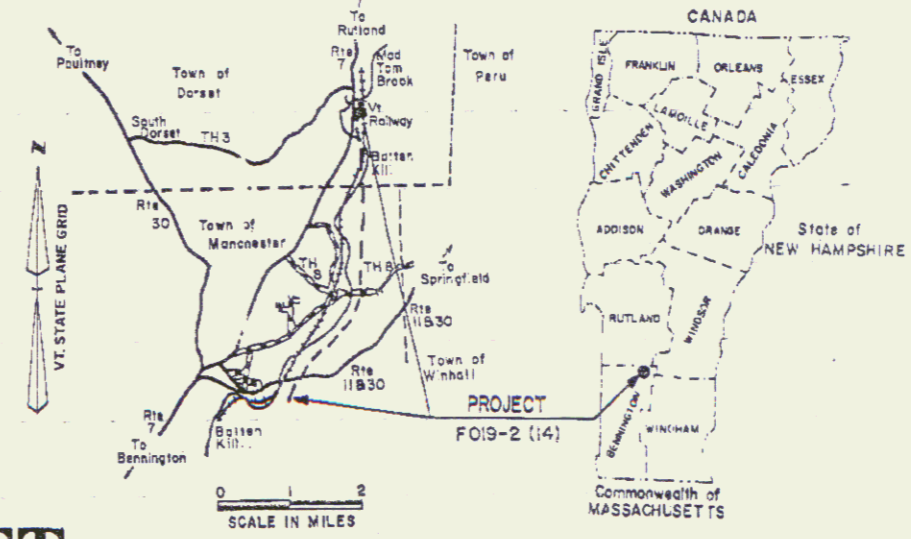 CANADA
To
Rutland
Rte
7
Mad
Tom
Brook
Town of
Peru
To
Poultney
Town of
Dorset
Vt.
Railway
South
Dorset
TH 3
Batten
Kill
N
VT. STATE PLANE GRID
Rte
30
Town of
Manchester
TH
8
TH 8
To
Springfield
Rte
11&30
Town of
Winhall
Rte
11&30
Rte
7
To
Bennington
Batten
Kill
PROJECT
F019-2 (14)
0 1 2
SCALE IN MILES
GRAND ISLE
FRANKLIN
ORLEANS
ESSEX
LAMOILLE
CHITTENDEN
WASHINGTON
CALEDONIA
ADDISON
ORANGE
State of
NEW HAMPSHIRE
RUTLAND
WINDSOR
BENNINGTON
WINDHAM
Commonwealth of
MASSACHUSETTS